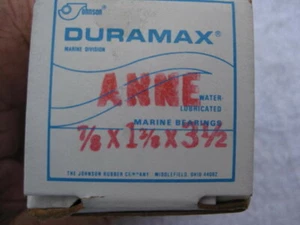 Johnson
DURAMAX®
MARINE DIVISION
ANNE
WATER
LUBRICATED
MARINE BEARINGS
7/8 X 1 3/8 X 3 1/2
THE JOHNSON RUBBER COMPANY MIDDLEFIELD, OHIO 44062